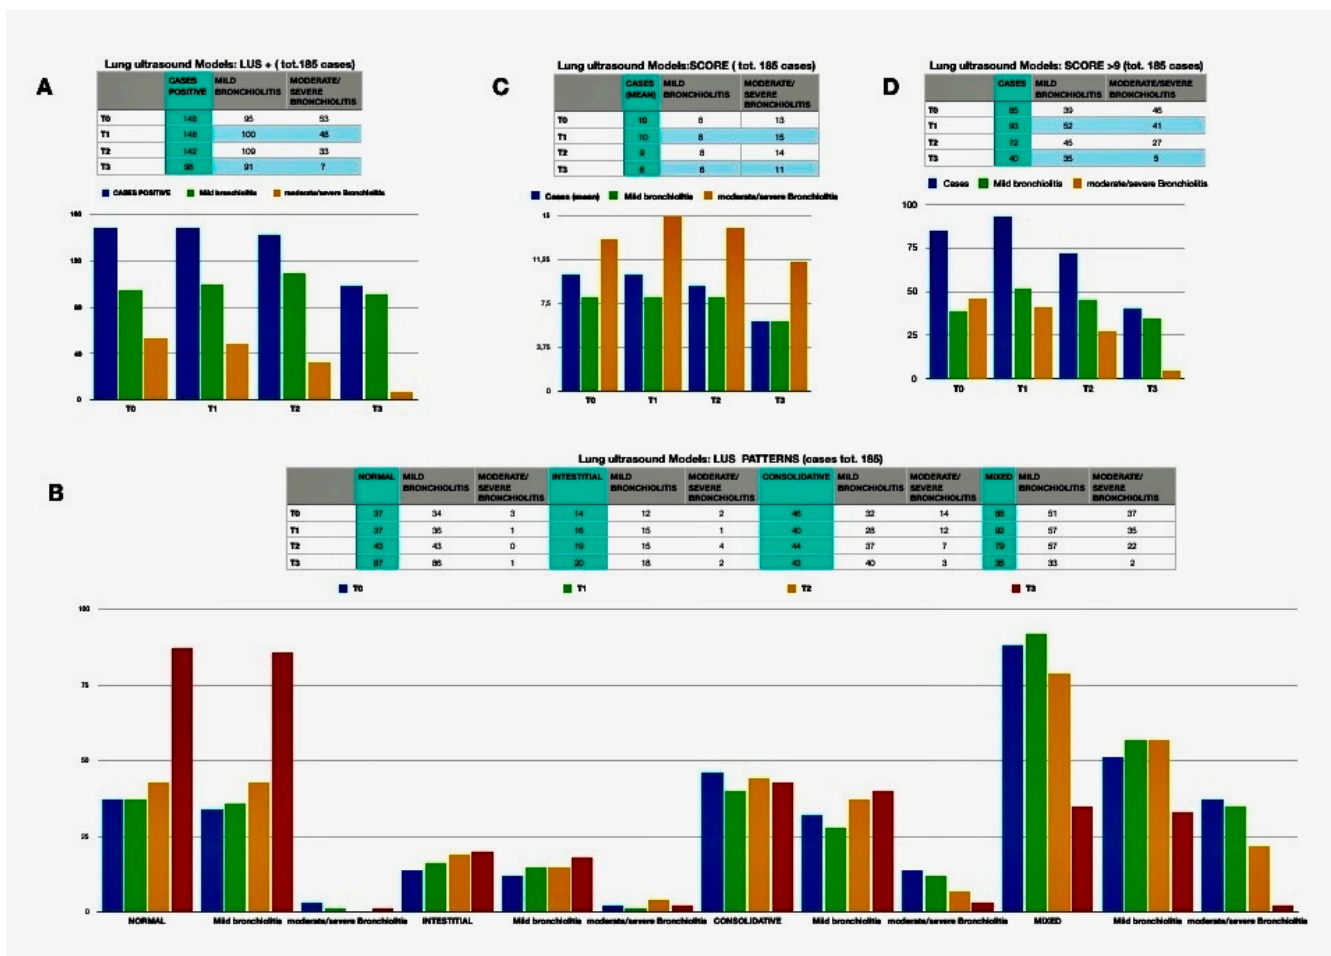 A
Lung ultrasound Models: LUS + ( tot.185 cases)
CASES POSITIVE MILD BRONCHIOLITIS MODERATE/ SEVERE BRONCHIOLITIS
T0 148 95 53
T1 148 100 48
T2 142 109 33
T3 98 91 7
CASES POSITIVE Mild bronchiolitis moderate/severe Bronchiolitis
160
120
80
40
0
T0 T1 T2 T3
C
Lung ultrasound Models:SCORE ( tot. 185 cases)
CASES (MEAN) MILD BRONCHIOLITIS MODERATE/ SEVERE BRONCHIOLITIS
T0 10 8 13
T1 10 8 15
T2 9 8 14
T3 6 6 11
Cases (mean) Mild bronchiolitis moderate/severe Bronchiolitis
15
11,25
7,5
3,75
0
T0 T1 T2 T3
D
Lung ultrasound Models: SCORE >9 (tot. 185 cases)
CASES MILD BRONCHIOLITIS MODERATE/SEVERE BRONCHIOLITIS
T0 85 39 46
T1 93 52 41
T2 72 45 27
T3 40 35 5
Cases Mild bronchiolitis moderate/severe Bronchiolitis
100
75
50
25
0
T0 T1 T2 T3
B
Lung ultrasound Models: LUS PATTERNS (cases tot. 185)
NORMAL MILD BRONCHIOLITIS MODERATE/ SEVERE BRONCHIOLITIS INTESTITIAL MILD BRONCHIOLITIS MODERATE/ SEVERE BRONCHIOLITIS CONSOLIDATIVE MILD BRONCHIOLITIS MODERATE/ SEVERE BRONCHIOLITIS MIXED MILD BRONCHIOLITIS MODERATE/ SEVERE BRONCHIOLITIS
T0 37 34 3 14 12 2 46 32 14 88 51 37
T1 37 36 1 16 15 1 40 28 12 92 57 35
T2 43 43 0 19 15 4 44 37 7 79 57 22
T3 87 86 1 20 18 2 43 40 3 35 33 2
T0 T1 T2 T3
100
75
50
25
0
NORMAL Mild bronchiolitis moderate/severe Bronchiolitis INTESTITIAL Mild bronchiolitis moderate/severe Bronchiolitis CONSOLIDATIVE Mild bronchiolitis moderate/severe Bronchiolitis MIXED Mild bronchiolitis moderate/severe Bronchiolitis